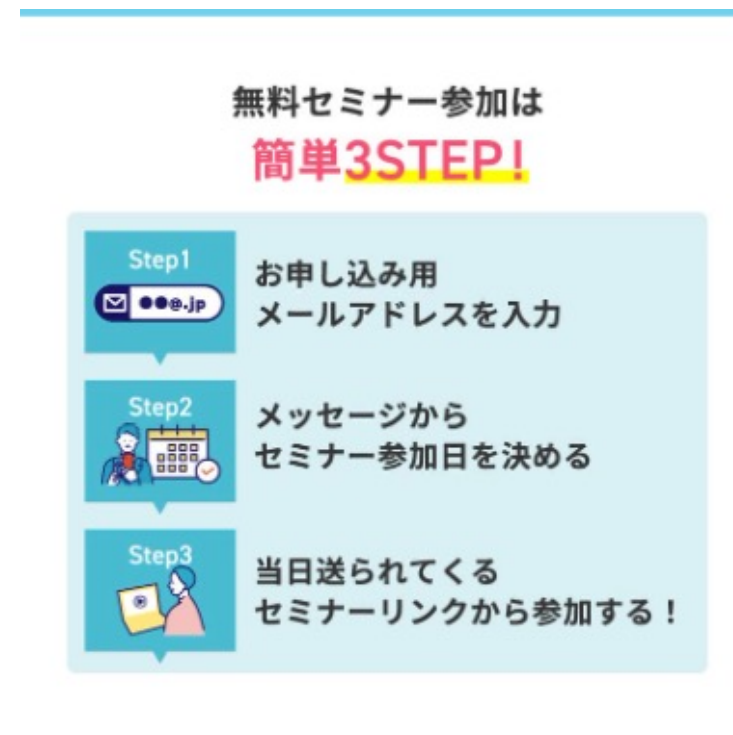 無料セミナー参加は
簡単3STEP!
Step1
●●@.jp
お申し込み用
メールアドレスを入力
Step2
メッセージから
セミナー参加日を決める
Step3
当日送られてくる
セミナーリンクから参加する！